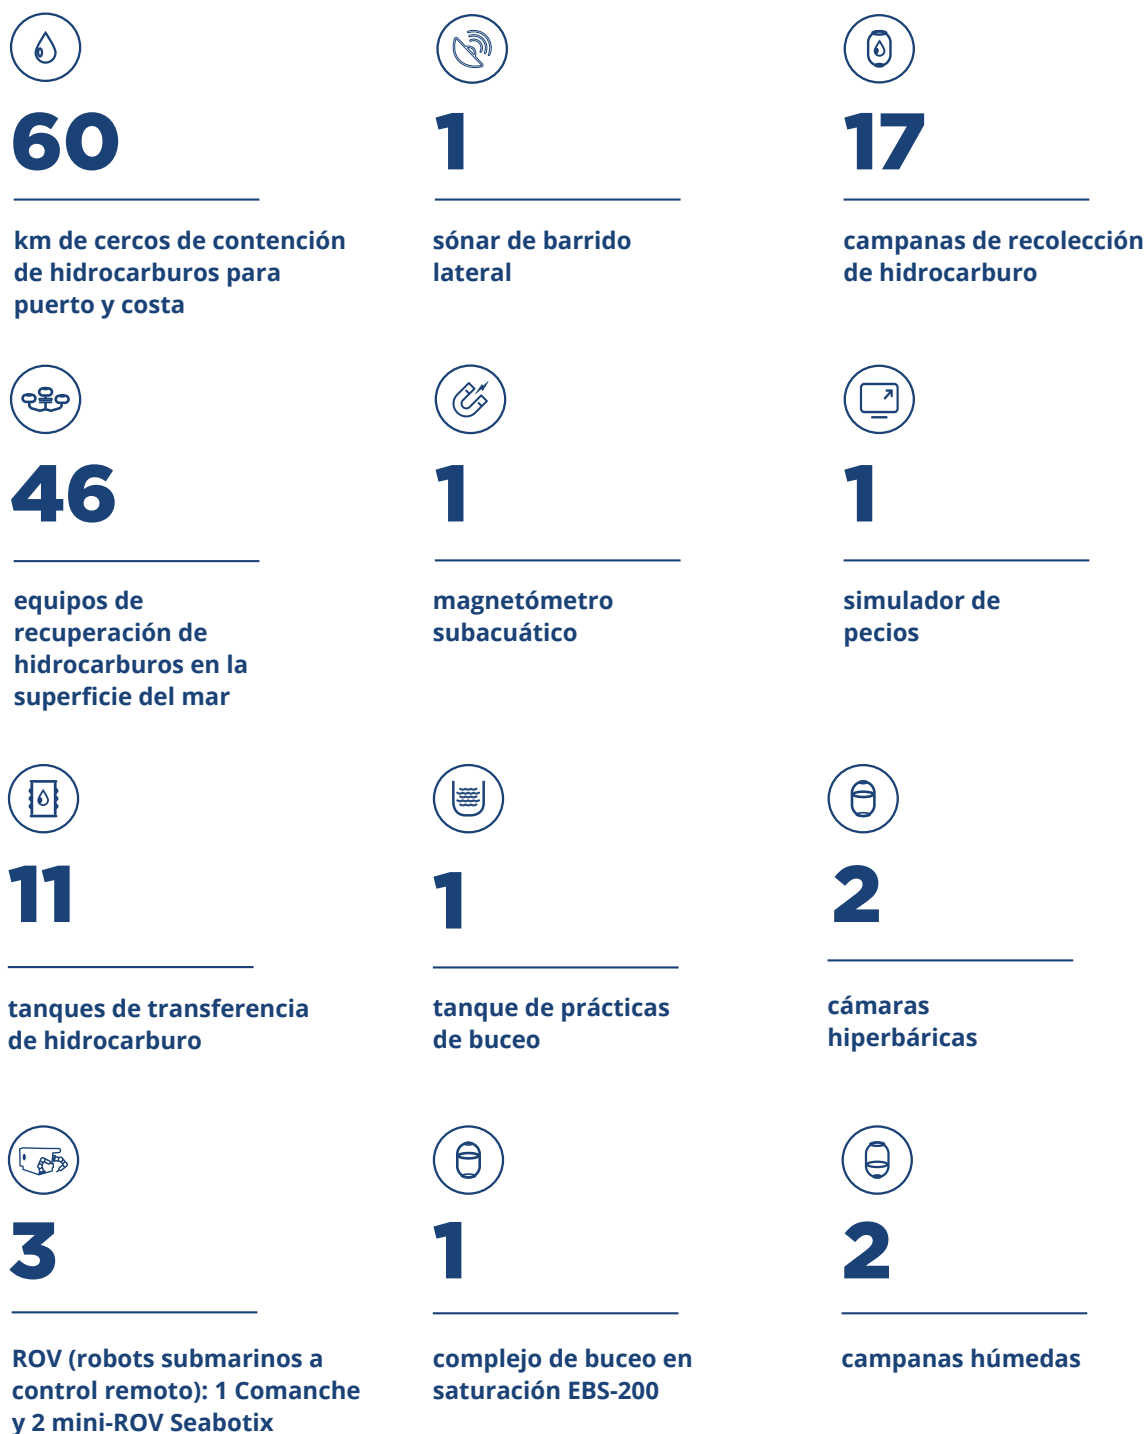 60
km de cercos de contención
de hidrocarburos para
puerto y costa
1
sónar de barrido
lateral
17
campanas de recolección
de hidrocarburo
46
equipos de
recuperación de
hidrocarburos en la
superficie del mar
1
magnetómetro
subacuático
1
simulador de
pecios
11
tanques de transferencia
de hidrocarburo
1
tanque de prácticas
de buceo
2
cámaras
hiperbáricas
3
ROV (robots submarinos a
control remoto): 1 Comanche
y 2 mini-ROV Seabotix
1
complejo de buceo en
saturación EBS-200
2
campanas húmedas